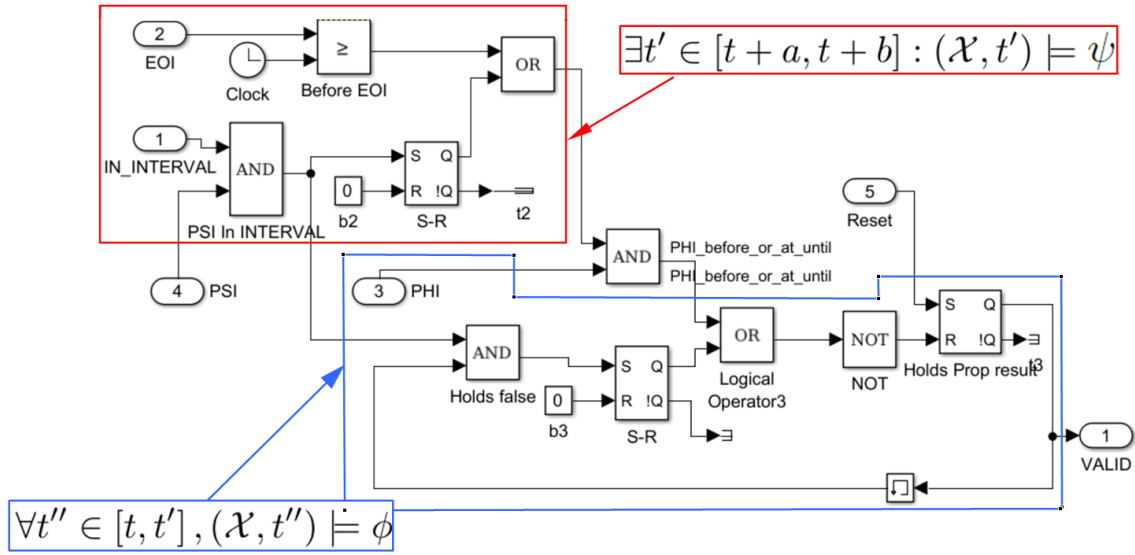 2
EOI
Clock
≥
Before EOI
OR
∃t′ ∈ [t + a, t + b] : (𝒳, t′) ⊨ ψ
1
IN_INTERVAL
AND
PSI In INTERVAL
S Q
R !Q
S-R
0
b2
t2
5
Reset
4
PSI
3
PHI
AND
PHI_before_or_at_until
PHI_before_or_at_until
AND
Holds false
0
b3
S Q
R !Q
S-R
OR
Logical
Operator3
NOT
NOT
S Q
R !Q
Holds Prop result
t3
1
VALID
∀t″ ∈ [t, t′] , (𝒳, t″) ⊨ ϕ